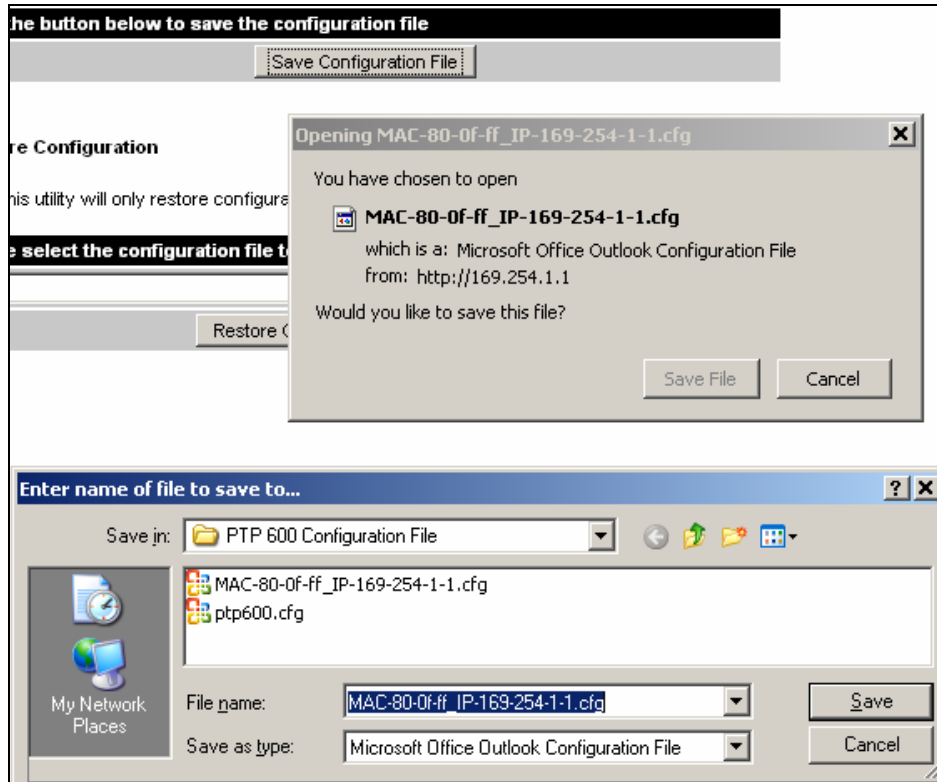 he button below to save the configuration file
Save Configuration File
re Configuration
his utility will only restore configura
e select the configuration file t
Restore C
Opening MAC-80-0f-ff_IP-169-254-1-1.cfg
You have chosen to open
MAC-80-0f-ff_IP-169-254-1-1.cfg
which is a: Microsoft Office Outlook Configuration File
from: http://169.254.1.1
Would you like to save this file?
Save File
Cancel
Enter name of file to save to...
Save in:
PTP 600 Configuration File
MAC-80-0f-ff_IP-169-254-1-1.cfg
ptp600.cfg
My Network
Places
File name:
MAC-80-0f-ff_IP-169-254-1-1.cfg
Save
Save as type:
Microsoft Office Outlook Configuration File
Cancel